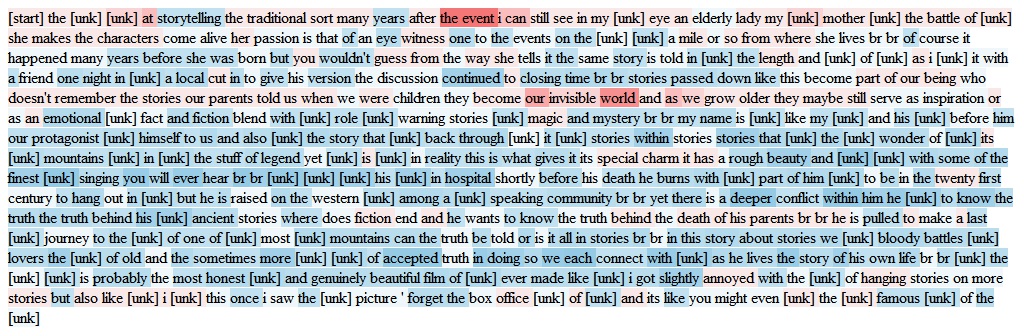 [start] the [unk] [unk] at storytelling the traditional sort many years after the event i can still see in my [unk] eye an elderly lady my [unk] mother [unk] the battle of [unk]
she makes the characters come alive her passion is that of an eye witness one to the events on the [unk] [unk] a mile or so from where she lives br br of course it
happened many years before she was born but you wouldn't guess from the way she tells it the same story is told in [unk] the length and [unk] of [unk] as i [unk] it with
a friend one night in [unk] a local cut in to give his version the discussion continued to closing time br br stories passed down like this become part of our being who
doesn't remember the stories our parents told us when we were children they become our invisible world and as we grow older they maybe still serve as inspiration or
as an emotional [unk] fact and fiction blend with [unk] role [unk] warning stories [unk] magic and mystery br br my name is [unk] like my [unk] and his [unk] before him
our protagonist [unk] himself to us and also [unk] the story that [unk] back through [unk] it [unk] stories within stories stories that [unk] the [unk] wonder of [unk] its
[unk] mountains [unk] in [unk] the stuff of legend yet [unk] is [unk] in reality this is what gives it its special charm it has a rough beauty and [unk] [unk] with some of the
finest [unk] singing you will ever hear br br [unk] [unk] [unk] his [unk] in hospital shortly before his death he burns with [unk] part of him [unk] to be in the twenty first
century to hang out in [unk] but he is raised on the western [unk] among a [unk] speaking community br br yet there is a deeper conflict within him he [unk] to know the
truth the truth behind his [unk] ancient stories where does fiction end and he wants to know the truth behind the death of his parents br br he is pulled to make a last
[unk] journey to the [unk] of one of [unk] most [unk] mountains can the truth be told or is it all in stories br br in this story about stories we [unk] bloody battles [unk]
lovers the [unk] of old and the sometimes more [unk] [unk] of accepted truth in doing so we each connect with [unk] as he lives the story of his own life br br [unk] the
[unk] [unk] is probably the most honest [unk] and genuinely beautiful film of [unk] ever made like [unk] i got slightly annoyed with the [unk] of hanging stories on more
stories but also like [unk] i [unk] this once i saw the [unk] picture ' forget the box office [unk] of [unk] and its like you might even [unk] the [unk] famous [unk] of the
[unk]